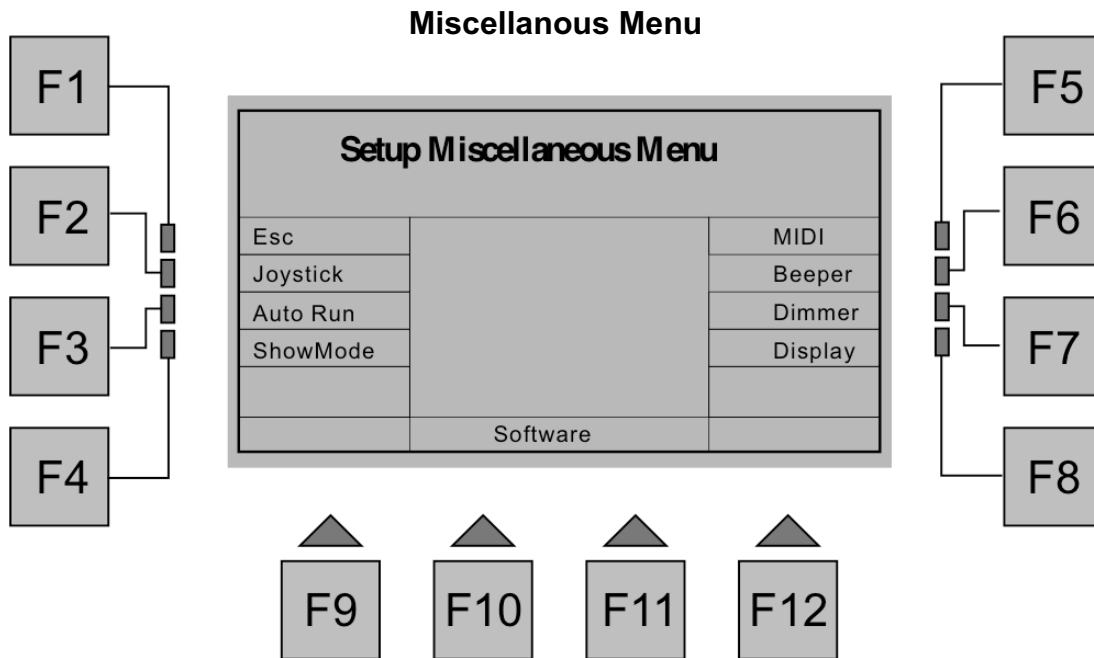 Miscellanous Menu
F1
F5
Setup Miscellaneous Menu
F2
F6
Esc
MIDI
Joystick
Beeper
Auto Run
Dimmer
F3
F7
ShowMode
Display
Software
F4
F8
F9
F10
F11
F12